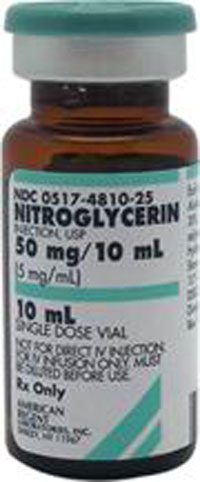 NDC 0517-4810-25
NITROGLYCERIN
INJECTION, USP
50 mg/10 mL
(5 mg/mL)
10 mL
SINGLE DOSE VIAL
NOT FOR DIRECT IV INJECTION.
FOR IV INFUSION ONLY. MUST
BE DILUTED BEFORE USE.
Rx Only
AMERICAN
REGENT
LABORATORIES, INC.
SHIRLEY, NY 11967